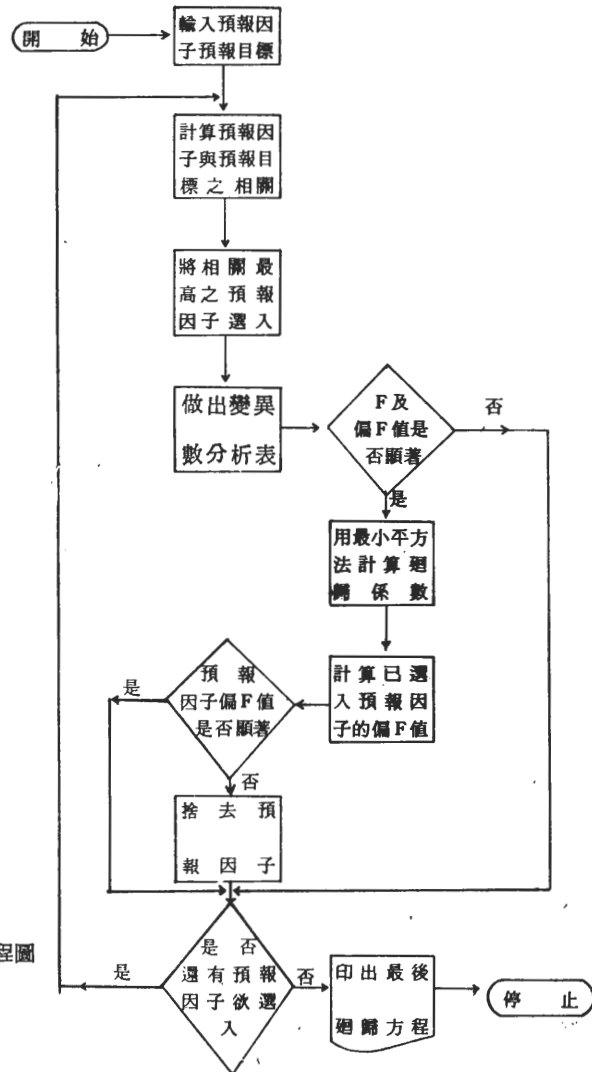 開 始
輸入預報因
子預報目標
計算預報因
子與預報目
標之相關
將相關最
高之預報
因子選入
做出變異
數分析表
F及
偏F值是
否顯著
否
是
用最小平方
法計算廻
歸係數
計算已選
入預報因
子的偏F值
預報
因子偏F值
是否顯著
是
否
捨去預
報因子
是否
還有預報
因子欲選
入
是
否
印出最後
廻歸方程
停 止
程圖